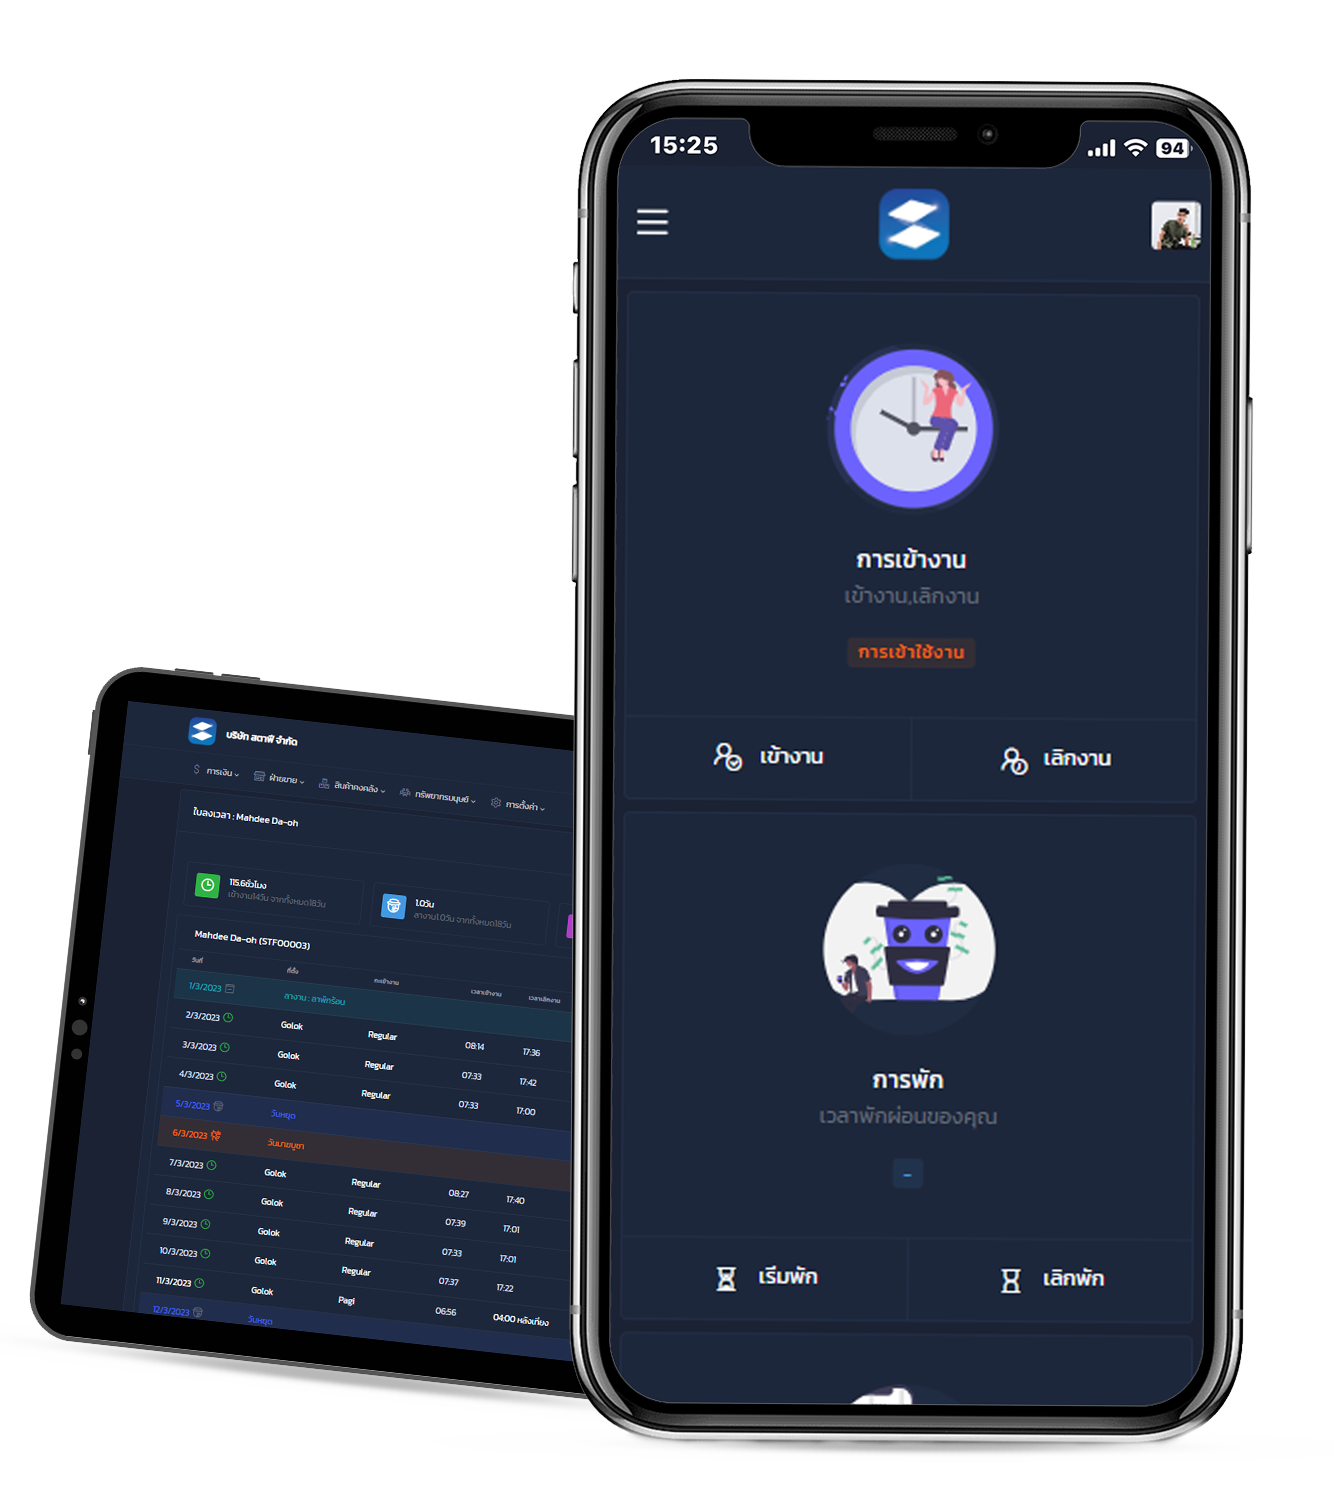 15:25
94
การเข้างาน
เข้างาน,เลิกงาน
การเข้าใช้งาน
เข้างาน
เลิกงาน
การพัก
เวลาพักผ่อนของคุณ
-
เริ่มพัก
เลิกพัก
บริษัท สตาฟี จำกัด
การเงิน
ฝ่ายขาย
สินค้าคงคลัง
ทรัพยากรมนุษย์
การตั้งค่า
ใบลงเวลา : Mahdee Da-oh
115.6ชั่วโมง
เข้างาน14วัน จากทั้งหมด18วัน
1.0วัน
ลางาน1.0วัน จากทั้งหมด18วัน
Mahdee Da-oh (STF00003)
วันที่ ที่ตั้ง กะเข้างาน เวลาเข้างาน เวลาเลิกงาน
1/3/2023 ลางาน : ลาพักร้อน
2/3/2023 Golok Regular 08:14 17:36
3/3/2023 Golok Regular 07:33 17:42
4/3/2023 Golok Regular 07:33 17:00
5/3/2023 วันหยุด
6/3/2023 วันมาฆบูชา
7/3/2023 Golok Regular 08:27 17:40
8/3/2023 Golok Regular 07:39 17:01
9/3/2023 Golok Regular 07:33 17:01
10/3/2023 Golok Regular 07:37 17:22
11/3/2023 Golok Pagi 06:56 04:00 หลังเที่ยง
12/3/2023 วันหยุด